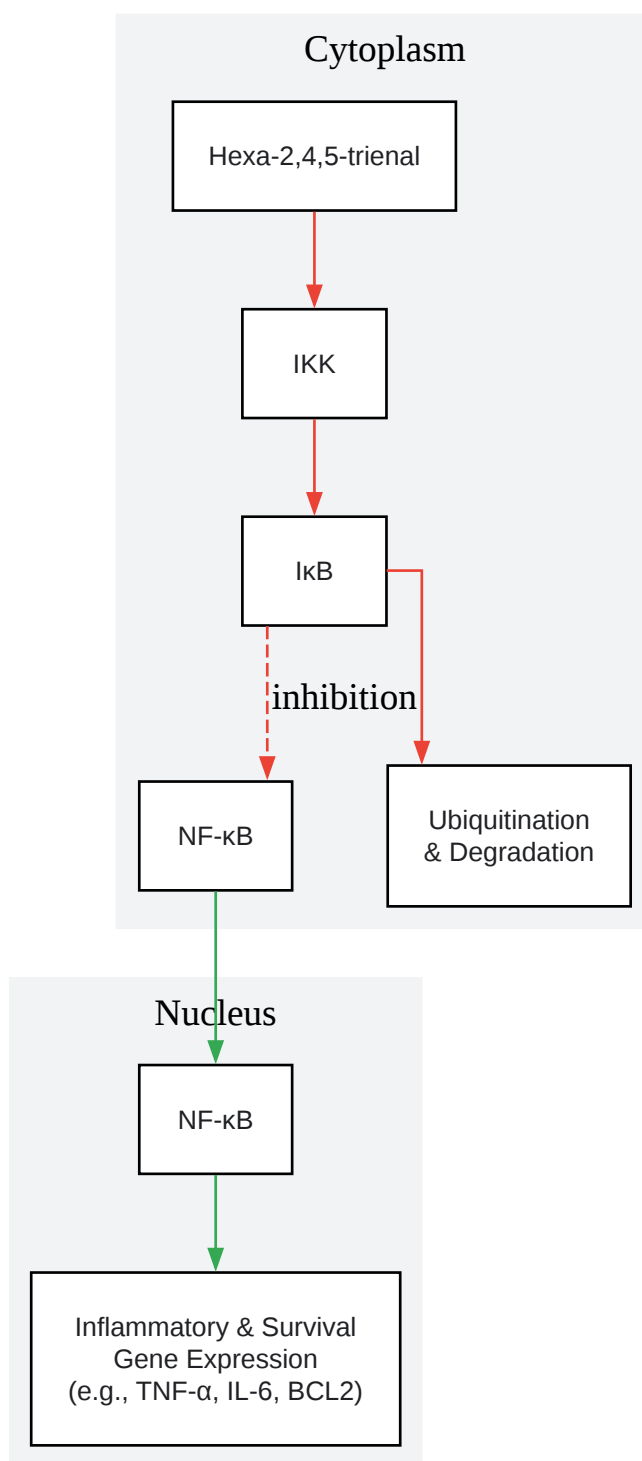 Cytoplasm
Hexa-2,4,5-trienal
IKK
IκB
inhibition
NF-κB
Ubiquitination
& Degradation
Nucleus
NF-κB
Inflammatory & Survival
Gene Expression
(e.g., TNF-α, IL-6, BCL2)